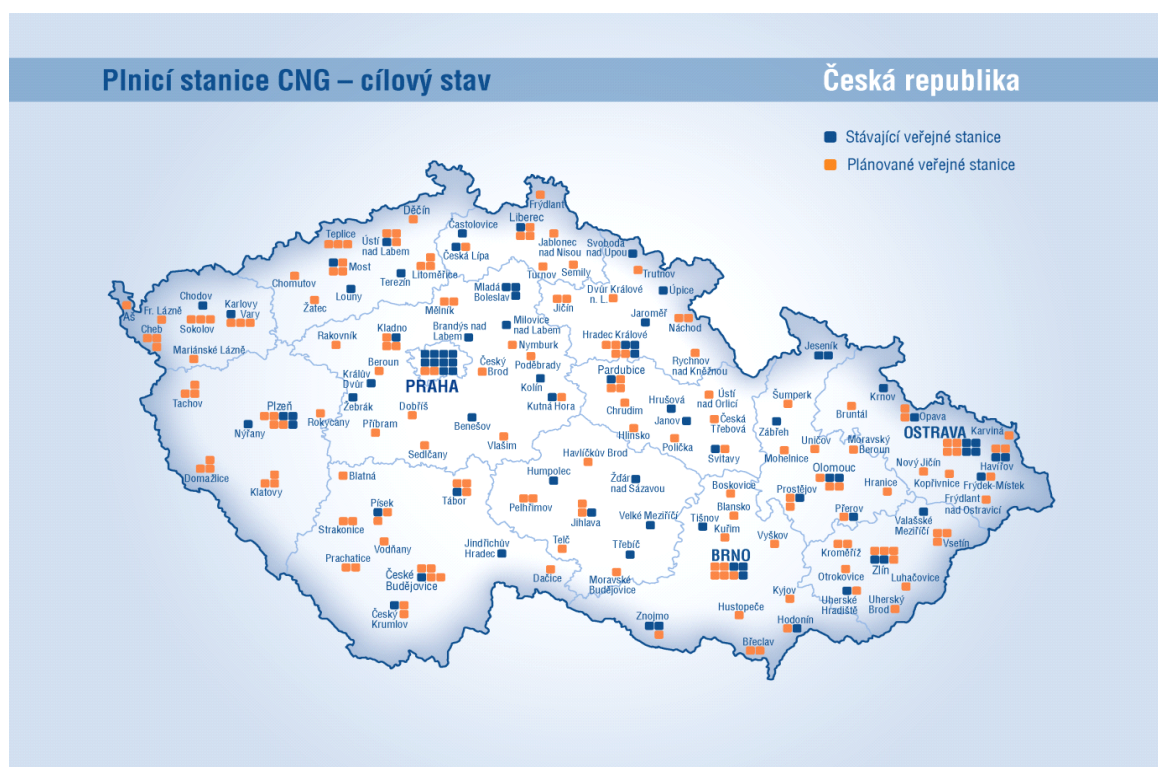 Plnicí stanice CNG – cílový stav
Česká republika
Stávající veřejné stanice
Plánované veřejné stanice
Frýdlant
Děčín
Liberec
Častolovice
Teplice
Ústí
nad Labem
Jablonec
nad Nisou
Svoboda
nad Úpou
Česká Lípa
Most
Litoměřice
Turnov
Semily
Trutnov
Chomutov
Terezín
Louny
Žatec
Mladá
Boleslav
Dvůr Králové
n. L.
Úpice
Chodov
Karlovy
Vary
Fr. Lázně
Aš
Sokolov
Cheb
Mělník
Jičín
Jaroměř
Náchod
Mariánské Lázně
Rakovník
Kladno
Brandýs nad
Labem
Milovice
nad Labem
Nymburk
Hradec Králové
Beroun
PRAHA
Český
Brod
Poděbrady
Rychnov
nad Kněžnou
Jeseník
Králův
Dvůr
Kolín
Pardubice
Tachov
Žebrák
Kutná Hora
Chrudim
Hrušová
Ústí
nad Orlicí
Šumperk
Krnov
Bruntál
Opava
Plzeň
Rokycany
Dobříš
Benešov
Janov
Česká
Třebová
Nýřany
Příbram
Vlašim
Hlinsko
Polička
Zábřeh
OSTRAVA
Karviná
Sedlčany
Svitavy
Mohelnice
Uničov
Moravský
Beroun
Havířov
Havlíčkův Brod
Domažlice
Klatovy
Blatná
Humpolec
Žďár
nad Sázavou
Olomouc
Nový Jičín
Kopřivnice
Frýdek-Místek
Boskovice
Prostějov
Hranice
Frýdlant
nad Ostravicí
Písek
Tábor
Pelhřimov
Jihlava
Velké Meziříčí
Tišnov
Blansko
Přerov
Valašské
Meziříčí
Strakonice
Kuřim
Vyškov
Vsetín
Vodňany
Jindřichův
Hradec
Telč
Třebíč
BRNO
Kroměříž
Zlín
Prachatice
České
Budějovice
Dačice
Moravské
Budějovice
Otrokovice
Luhačovice
Kyjov
Uherské
Hradiště
Uherský
Brod
Český
Krumlov
Znojmo
Hustopeče
Hodonín
Břeclav